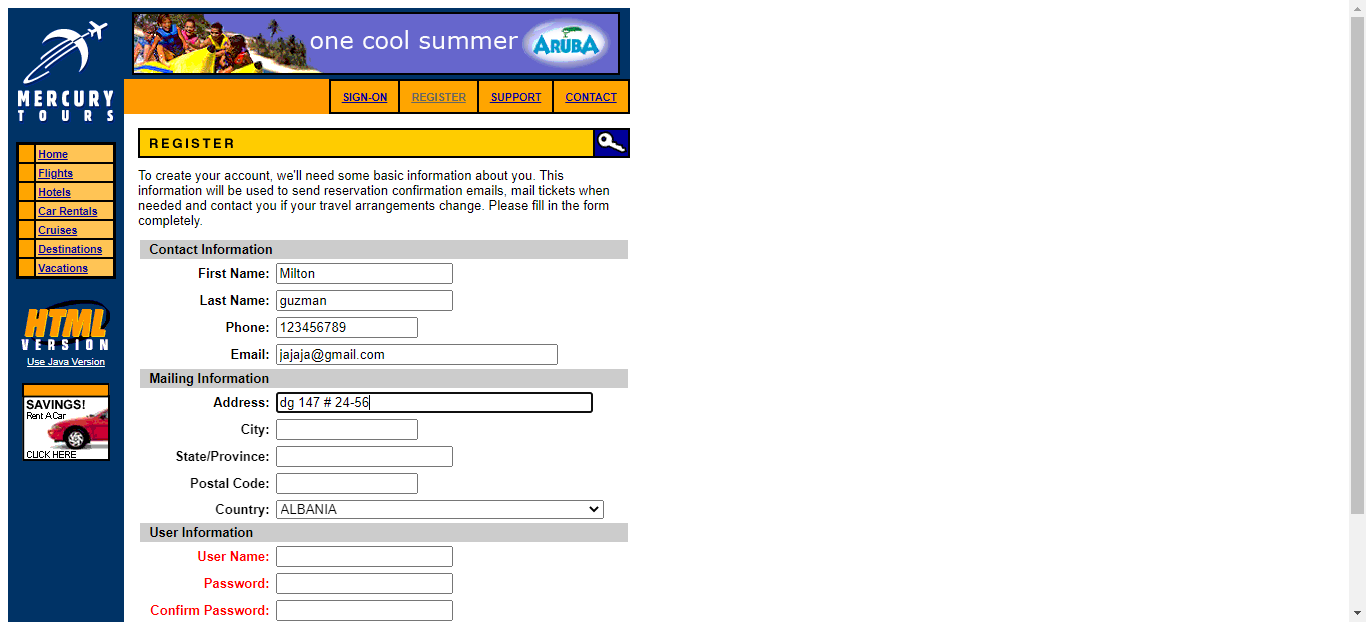 MERCURY
TOURS
one cool summer
ARUBA
SIGN-ON
REGISTER
SUPPORT
CONTACT
Home
Flights
Hotels
Car Rentals
Cruises
Destinations
Vacations
HTML
VERSION
Use Java Version
SAVINGS!
Rent A Car
CLICK HERE
REGISTER
To create your account, we'll need some basic information about you. This
information will be used to send reservation confirmation emails, mail tickets when
needed and contact you if your travel arrangements change. Please fill in the form
completely.
Contact Information
First Name: Milton
Last Name: guzman
Phone: 123456789
Email: jajaja@gmail.com
Mailing Information
Address: dg 147 # 24-56
City:
State/Province:
Postal Code:
Country: ALBANIA
User Information
User Name:
Password:
Confirm Password: